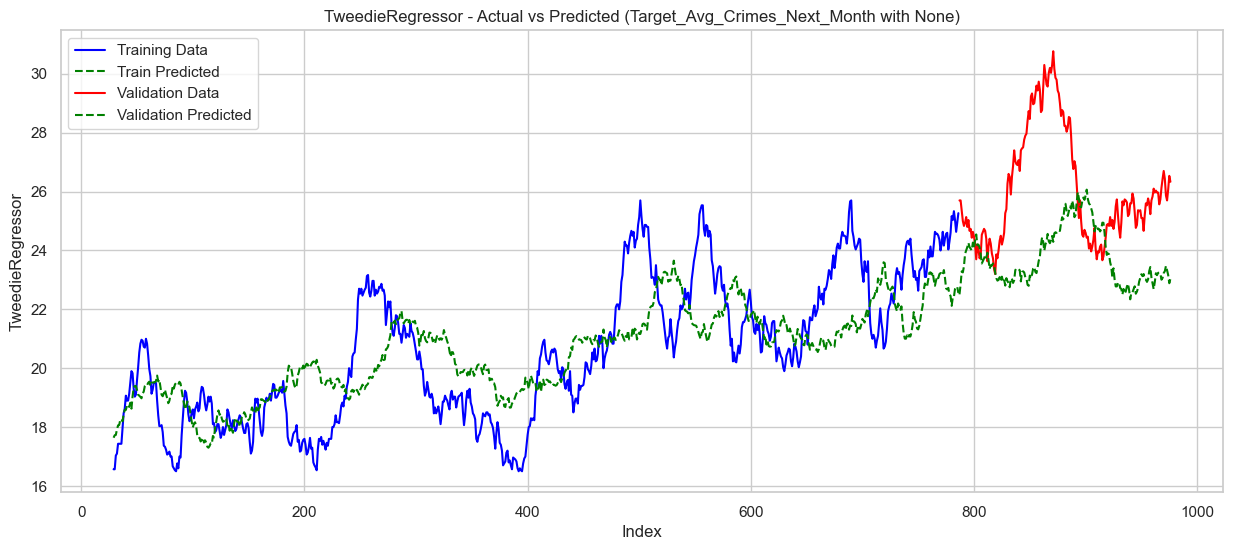 TweedieRegressor - Actual vs Predicted (Target_Avg_Crimes_Next_Month with None)
Training Data
Train Predicted
Validation Data
Validation Predicted
TweedieRegressor
30
28
26
24
22
20
18
16
0
200
400
600
800
1000
Index